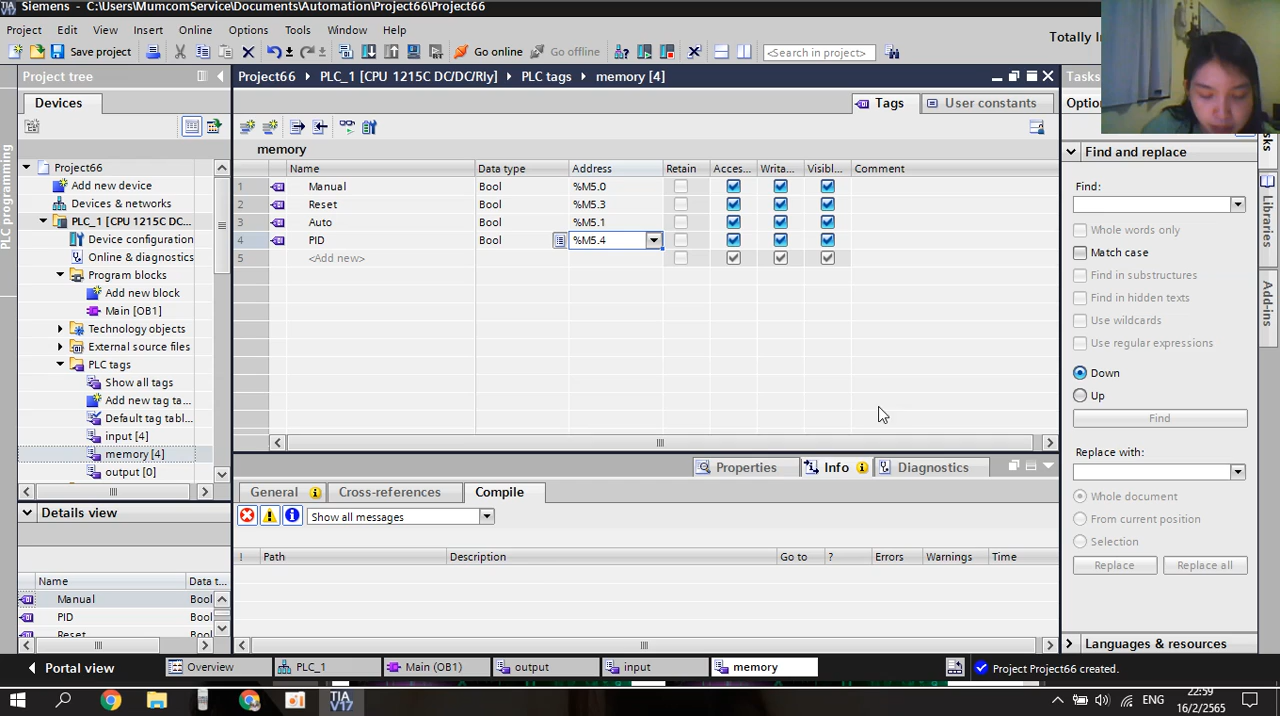 Siemens - C:\Users\MumcomService\Documents\Automation\Project66\Project66
Project Edit View Insert Online Options Tools Window Help
Save project Go online Go offline <Search in project>
Project tree Project66 PLC_1 [CPU 1215C DC/DC/Rly] PLC tags memory [4]
Devices Tags User constants
memory
Name Data type Address Retain Acces... Writa... Visibl... Comment
1 Manual Bool %M5.0
2 Reset Bool %M5.3
3 Auto Bool %M5.1
4 PID Bool %M5.4
5 <Add new>
PLC programming
Project66
Add new device
Devices & networks
PLC_1 [CPU 1215C DC...
Device configuration
Online & diagnostics
Program blocks
Add new block
Main [OB1]
Technology objects
External source files
PLC tags
Show all tags
Add new tag ta...
Default tag tabl...
input [4]
memory [4]
output [0]
Details view
Name Data t...
Manual Bool
PID Bool
Reset Bool
Properties Info Diagnostics
General Cross-references Compile
Show all messages
! Path Description Go to ? Errors Warnings Time
Find and replace
Find:
Whole words only
Match case
Find in substructures
Find in hidden texts
Use wildcards
Use regular expressions
Down
Up
Find
Replace with:
Whole document
From current position
Selection
Replace Replace all
Languages & resources
Libraries
Add-ins
Portal view Overview PLC_1 Main (OB1) output input memory Project Project66 created.
TIA V17 ENG 22:59
16/2/2565